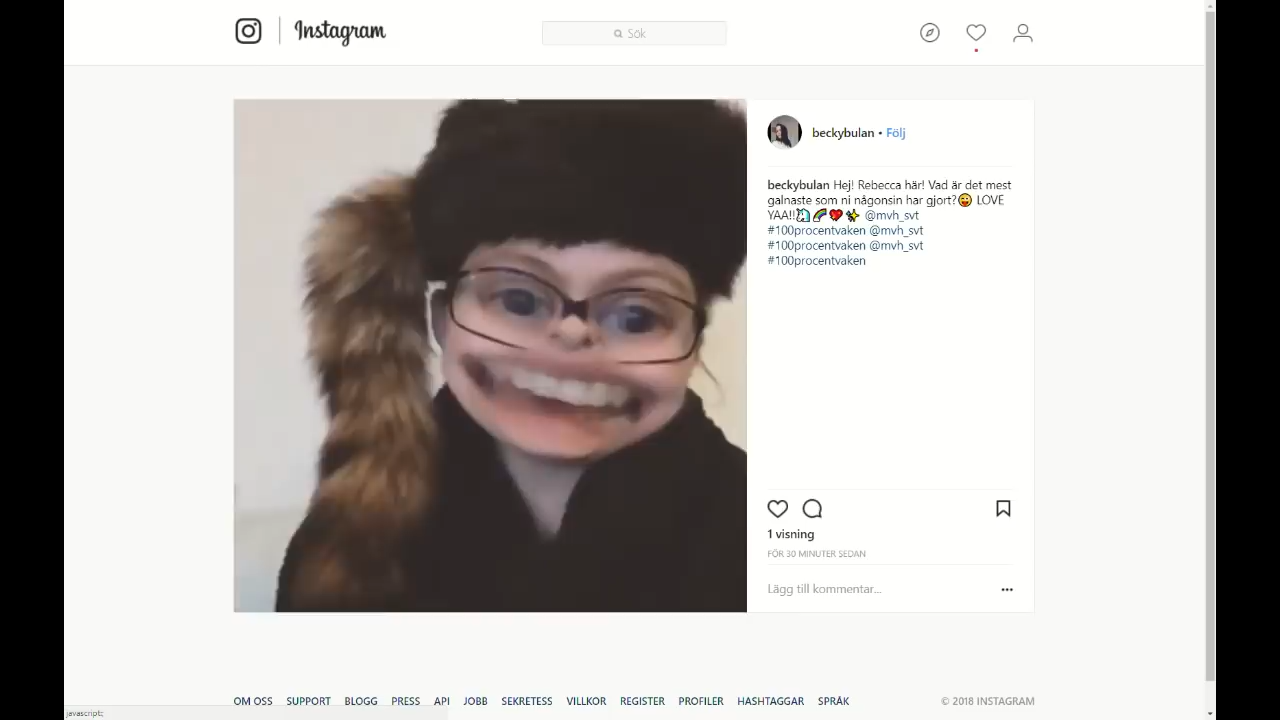 Instagram
Sök
beckybulan • Följ
beckybulan Hej! Rebecca här! Vad är det mest
galnaste som ni någonsin har gjort?😜 LOVE
YAA!!🦄🌈❤️✨ @mvh_svt
#100procentvaken @mvh_svt
#100procentvaken @mvh_svt
#100procentvaken
1 visning
FÖR 30 MINUTER SEDAN
Lägg till kommentar...
OM OSS SUPPORT BLOGG PRESS API JOBB SEKRETESS VILLKOR REGISTER PROFILER HASHTAGGAR SPRÅK © 2018 INSTAGRAM
javascript:;